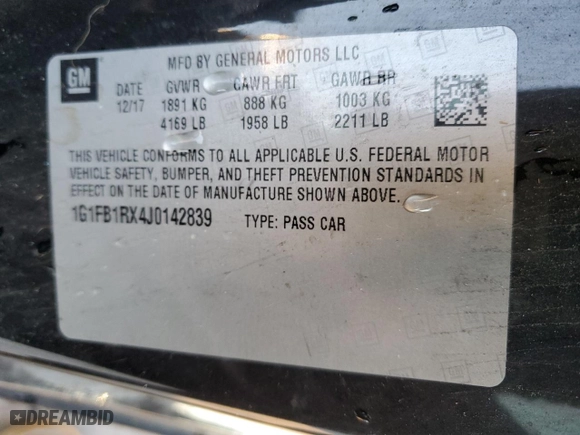 GM
MFD BY GENERAL MOTORS LLC
DATE GVWR GAWR FRT GAWR RR
12/17 1891 KG 888 KG 1003 KG
4169 LB 1958 LB 2211 LB
THIS VEHICLE CONFORMS TO ALL APPLICABLE U.S. FEDERAL MOTOR
VEHICLE SAFETY, BUMPER, AND THEFT PREVENTION STANDARDS IN
EFFECT ON THE DATE OF MANUFACTURE SHOWN ABOVE.
1G1FB1RX4J0142839 TYPE: PASS CAR
DREAMBID